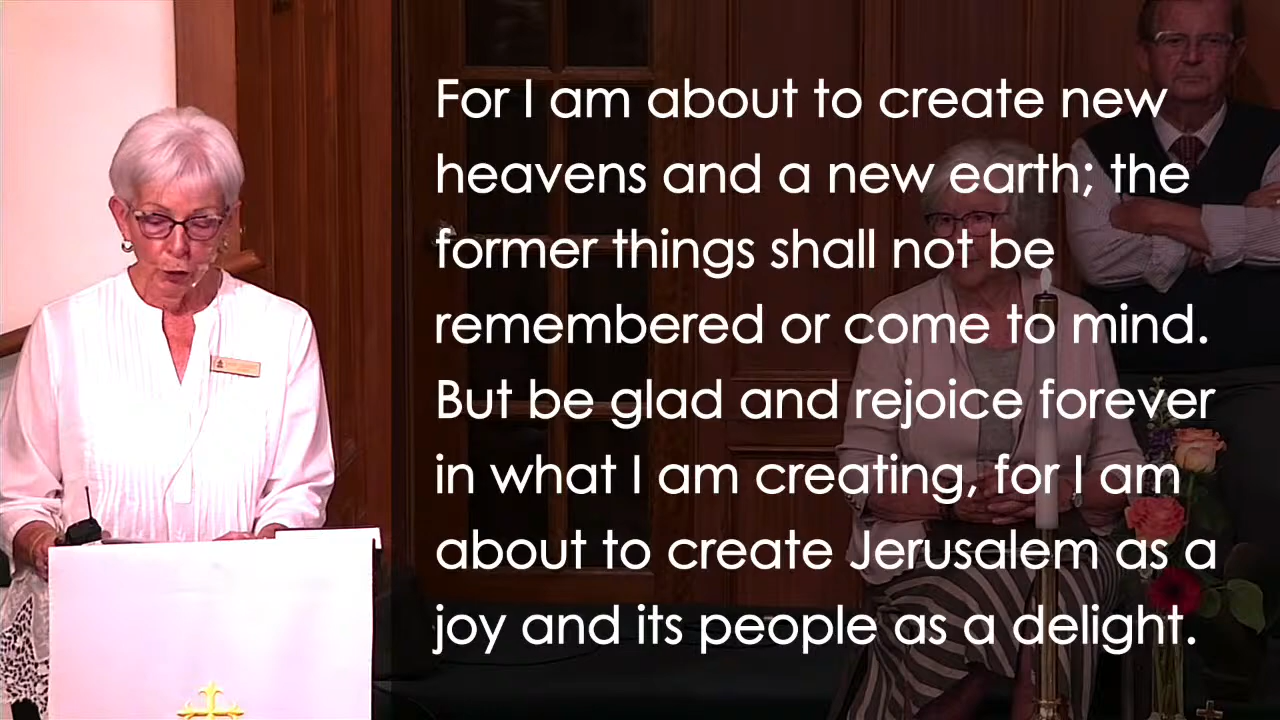 For I am about to create new
heavens and a new earth; the
former things shall not be
remembered or come to mind.
But be glad and rejoice forever
in what I am creating, for I am
about to create Jerusalem as a
joy and its people as a delight.